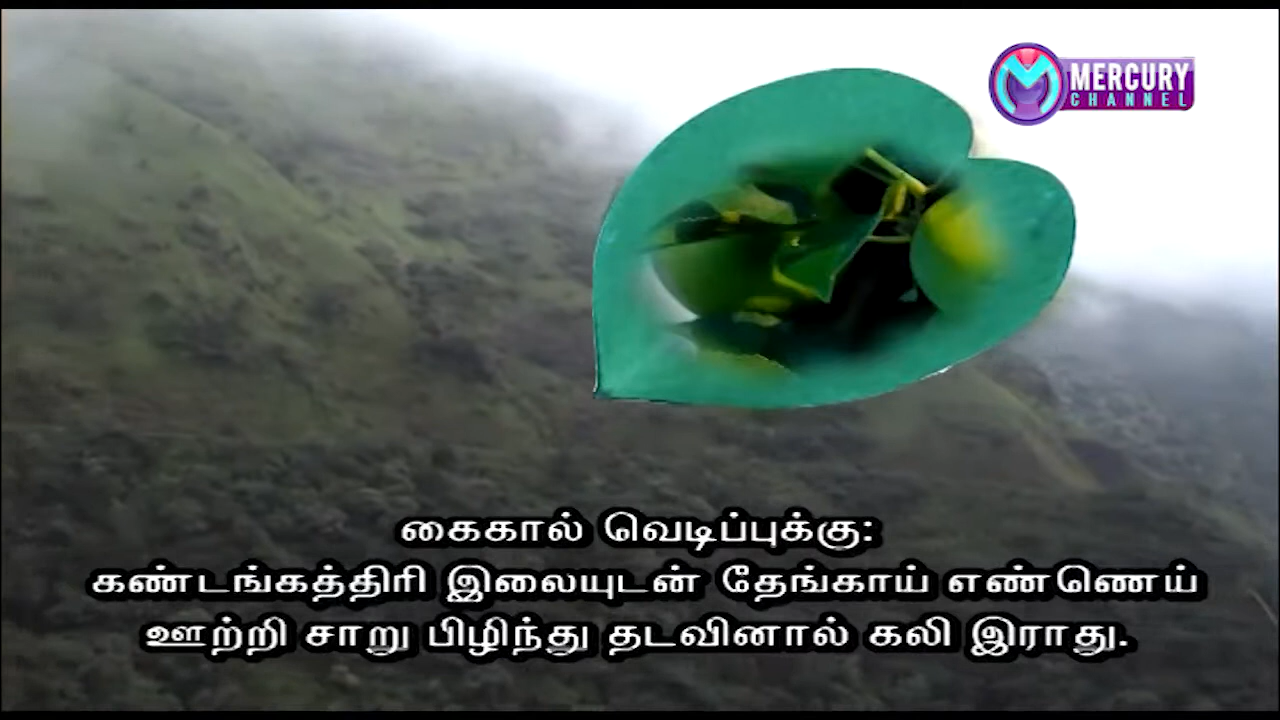 MERCURY
CHANNEL
கைகால் வெடிப்புக்கு:
கண்டங்கத்திரி இலையுடன் தேங்காய் எண்ணெய்
ஊற்றி சாறு பிழிந்து தடவினால் கலி இராது.